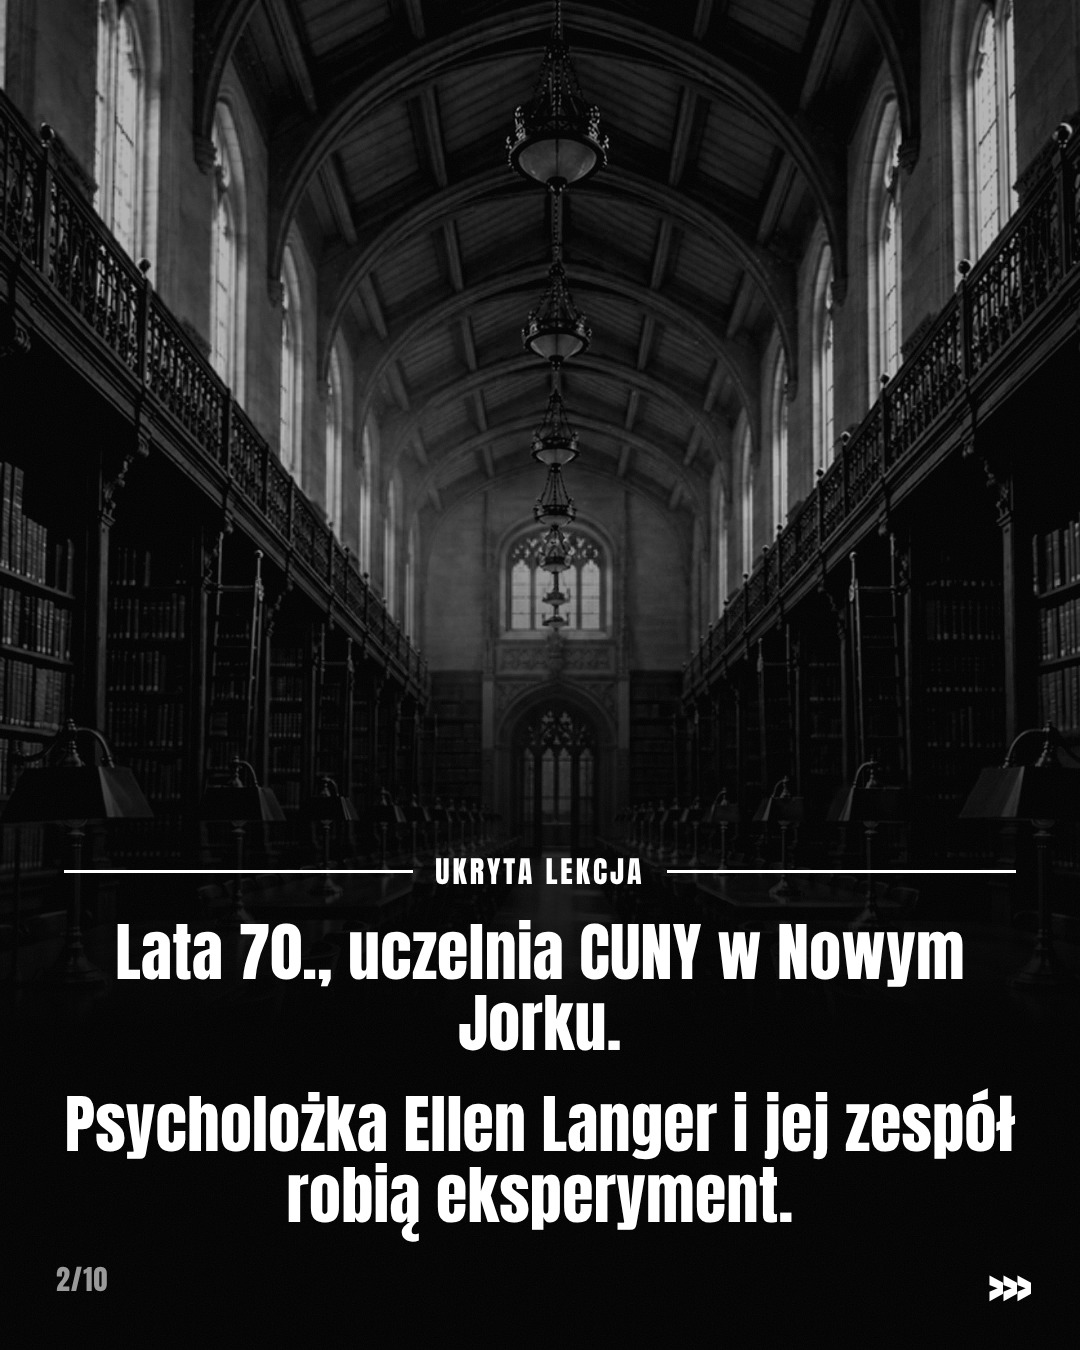 UKRYTA LEKCJA
Lata 70., uczelnia CUNY w Nowym
Jorku.
Psycholożka Ellen Langer i jej zespół
robią eksperyment.
2/10
>>>